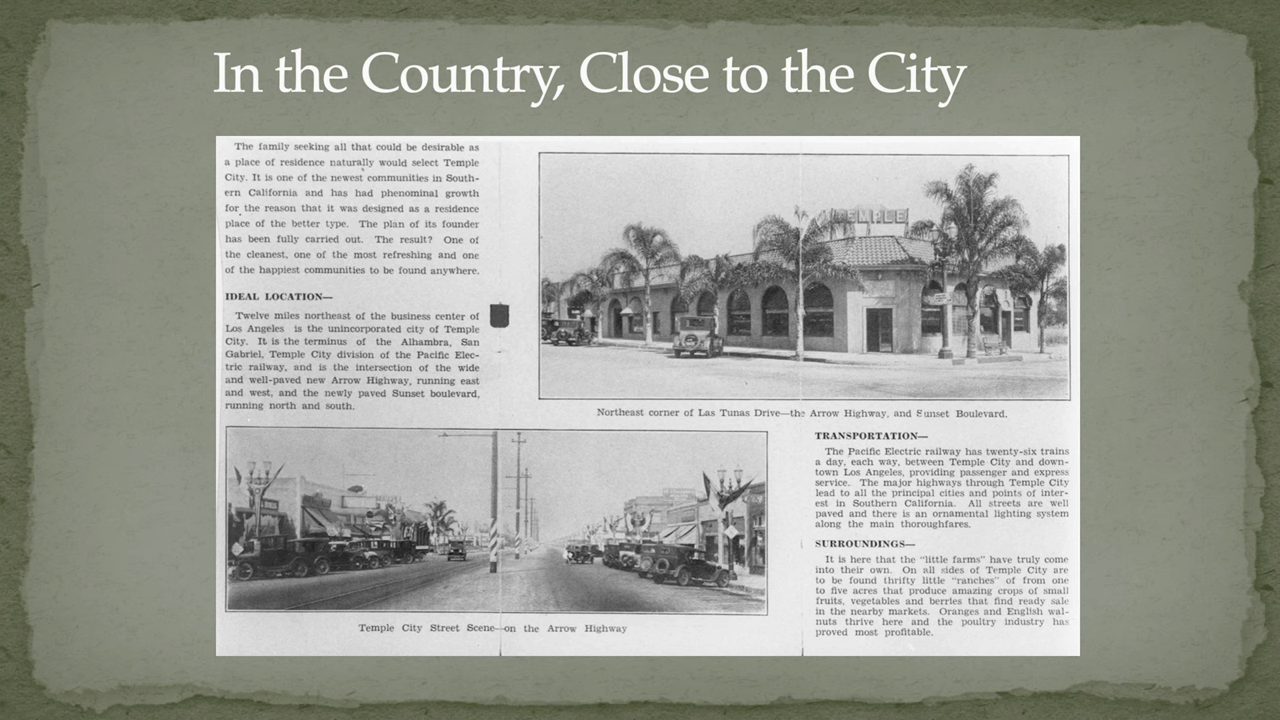 In the Country, Close to the City
The family seeking all that could be desirable as
a place of residence naturally would select Temple
City. It is one of the newest communities in South-
ern California and has had phenomenal growth
for the reason that it was designed as a residence
place of the better type. The plan of its founder
has been fully carried out. The result? One of
the cleanest, one of the most refreshing and one
of the happiest communities to be found anywhere.
IDEAL LOCATION—
Twelve miles northeast of the business center of
Los Angeles is the unincorporated city of Temple
City. It is the terminus of the Alhambra, San
Gabriel, Temple City division of the Pacific Elec-
tric railway, and is the intersection of the wide
and well-paved new Arrow Highway, running east
and west, and the newly paved Sunset boulevard,
running north and south.
TEMPLE
Northeast corner of Las Tunas Drive—the Arrow Highway, and Sunset Boulevard.
Temple City Street Scene—on the Arrow Highway
TRANSPORTATION—
The Pacific Electric railway has twenty-six trains
a day, each way, between Temple City and down-
town Los Angeles, providing passenger and express
service. The major highways through Temple City
lead to all the principal cities and points of inter-
est in Southern California. All streets are well
paved and there is an ornamental lighting system
along the main thoroughfares.
SURROUNDINGS—
It is here that the "little farms" have truly come
into their own. On all sides of Temple City are
to be found thrifty little "ranches" of from one
to five acres that produce amazing crops of small
fruits, vegetables and berries that find ready sale
in the nearby markets. Oranges and English wal-
nuts thrive here and the poultry industry has
proved most profitable.